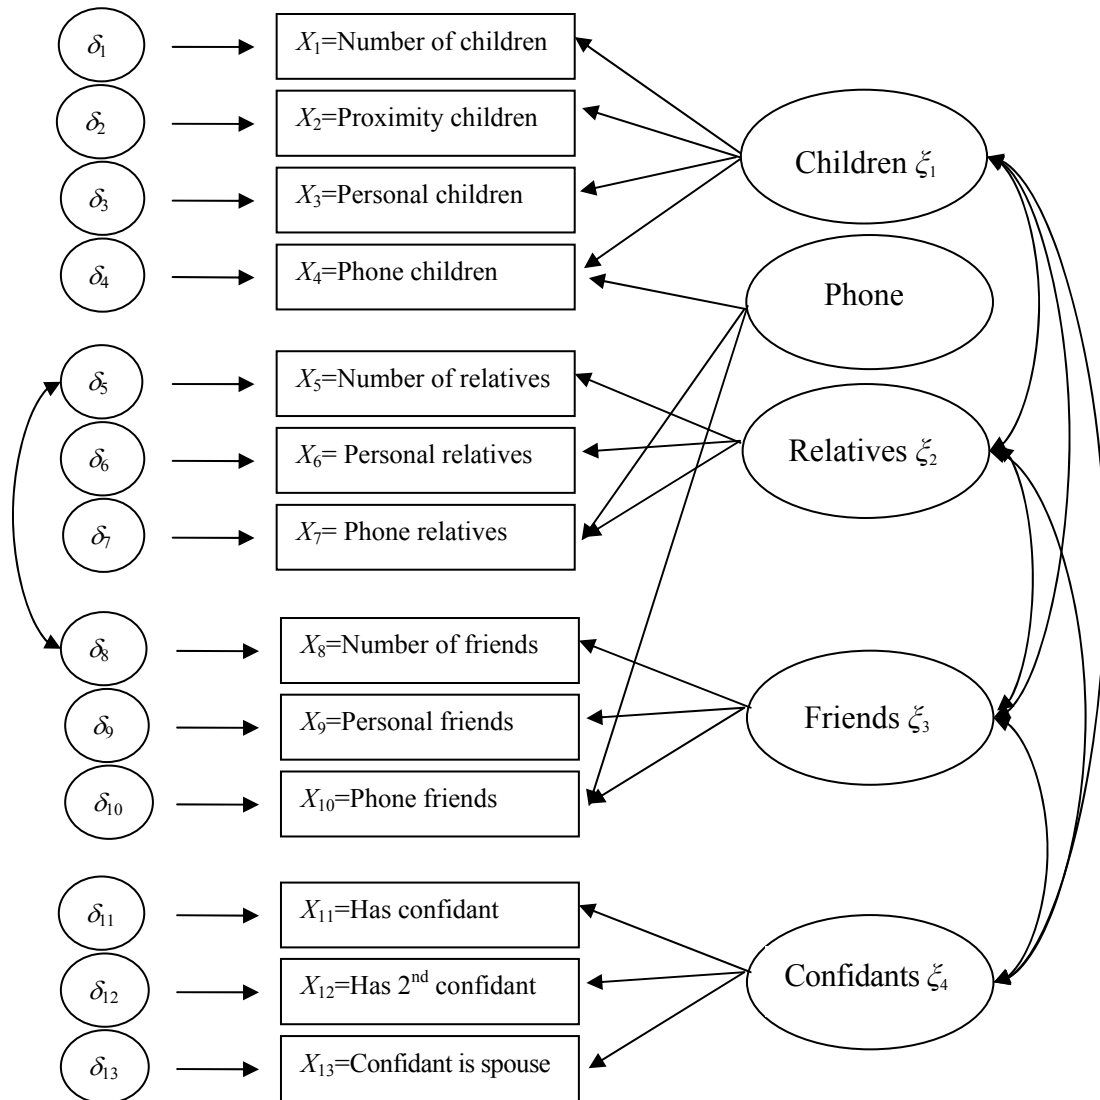 δ₁
X₁=Number of children
δ₂
X₂=Proximity children
δ₃
X₃=Personal children
δ₄
X₄=Phone children
Children ξ₁
Phone
δ₅
X₅=Number of relatives
δ₆
X₆= Personal relatives
δ₇
X₇= Phone relatives
Relatives ξ₂
δ₈
X₈=Number of friends
δ₉
X₉=Personal friends
δ₁₀
X₁₀=Phone friends
Friends ξ₃
δ₁₁
X₁₁=Has confidant
δ₁₂
X₁₂=Has 2ⁿᵈ confidant
δ₁₃
X₁₃=Confidant is spouse
Confidants ξ₄